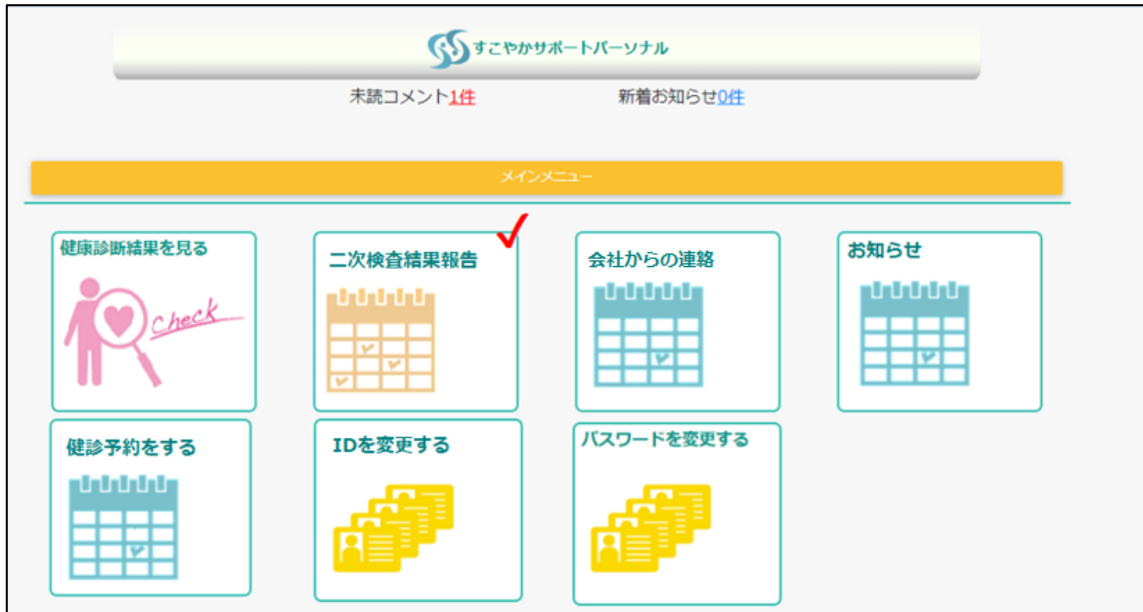 すこやかサポートパーソナル
未読コメント1件 新着お知らせ0件
メインメニュー
健康診断結果を見る
Check
二次検査結果報告
会社からの連絡
お知らせ
健診予約をする
IDを変更する
パスワードを変更する